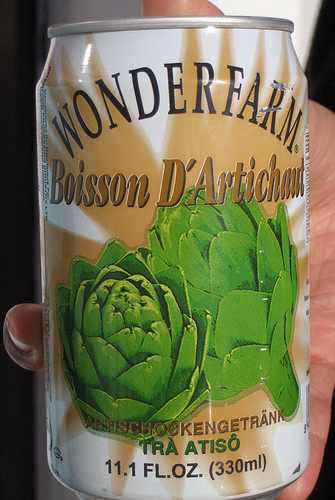 WONDERFARM
®
Boisson D'Artichaut
ARTISCHOCKENGETRÄNK
TRÀ ATISÔ
11.1 FL.OZ. (330ml)